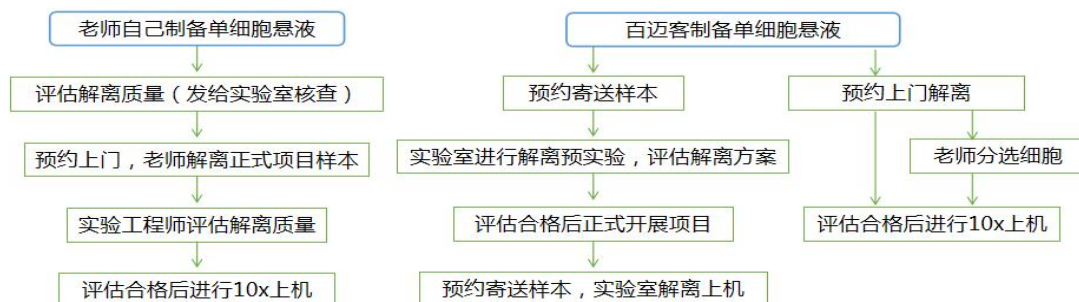 老师自己制备单细胞悬液
评估解离质量（发给实验室核查）
预约上门，老师解离正式项目样本
实验工程师评估解离质量
评估合格后进行10x上机
百迈客制备单细胞悬液
预约寄送样本
实验室进行解离预实验，评估解离方案
评估合格后正式开展项目
预约寄送样本，实验室解离上机
预约上门解离
老师分选细胞
评估合格后进行10x上机